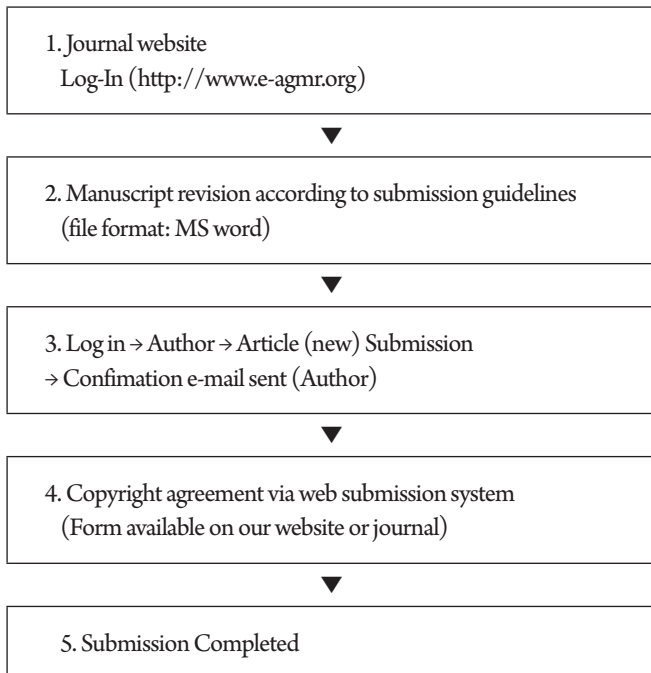 1. Journal website
Log-In (http://www.e-agmr.org)
2. Manuscript revision according to submission guidelines
(file format: MS word)
3. Log in → Author → Article (new) Submission
→ Confimation e-mail sent (Author)
4. Copyright agreement via web submission system
(Form available on our website or journal)
5. Submission Completed